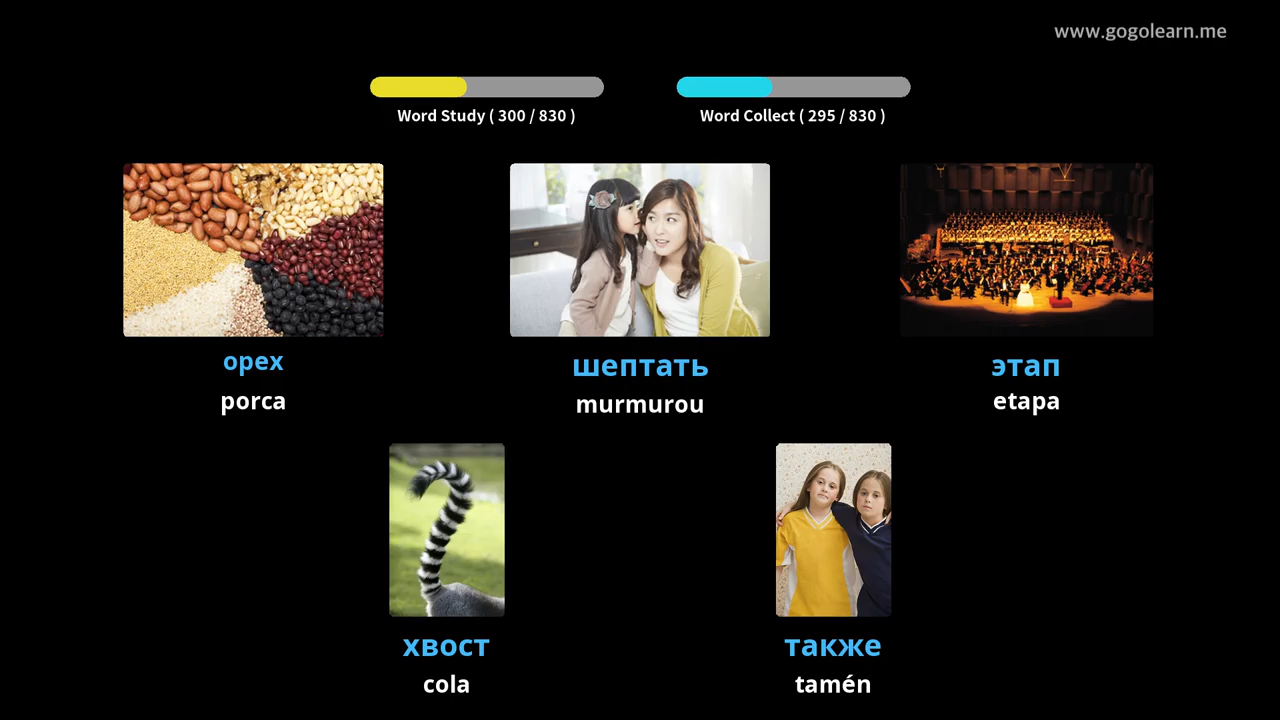 www.gogolearn.me
Word Study ( 300 / 830 )
Word Collect ( 295 / 830 )
орех
porca
шептать
murmurou
этап
etapa
хвост
cola
также
tamén